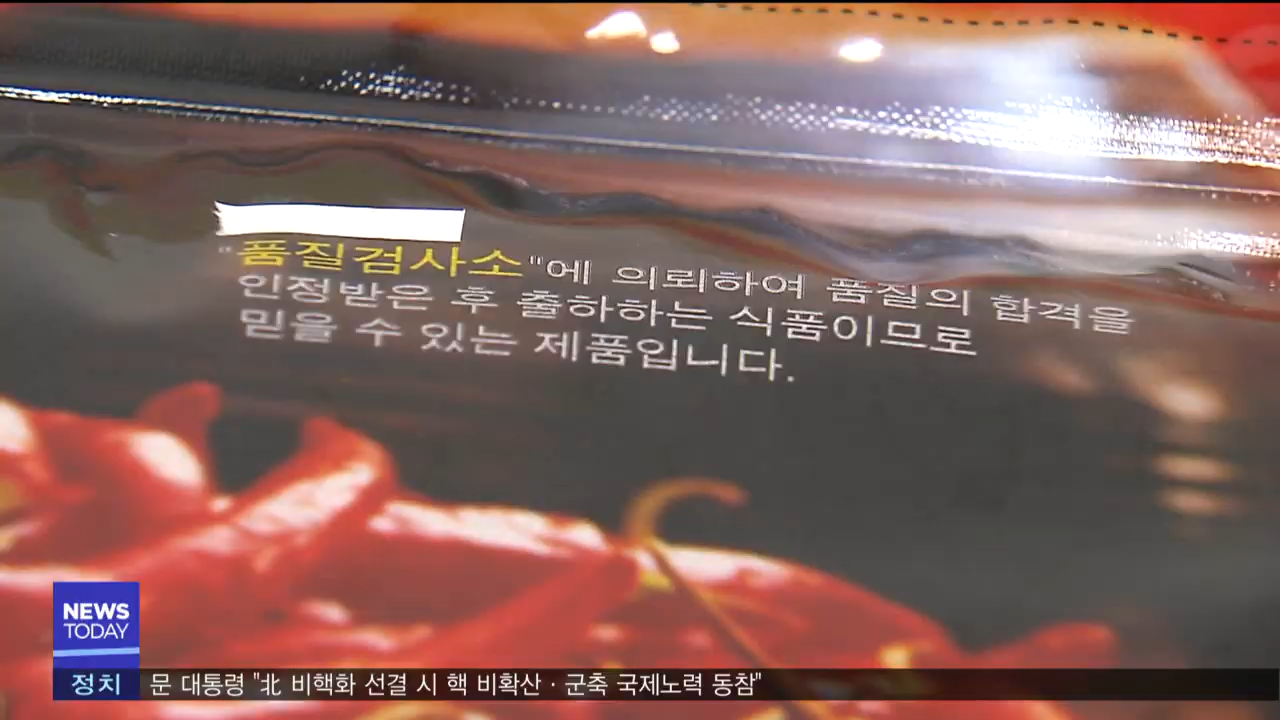 "품질검사소"에 의뢰하여 품질의 합격을
인정받은 후 출하하는 식품이므로
믿을 수 있는 제품입니다.
NEWS
TODAY
정치
문 대통령 "北 비핵화 선결 시 핵 비확산·군축 국제노력 동참"